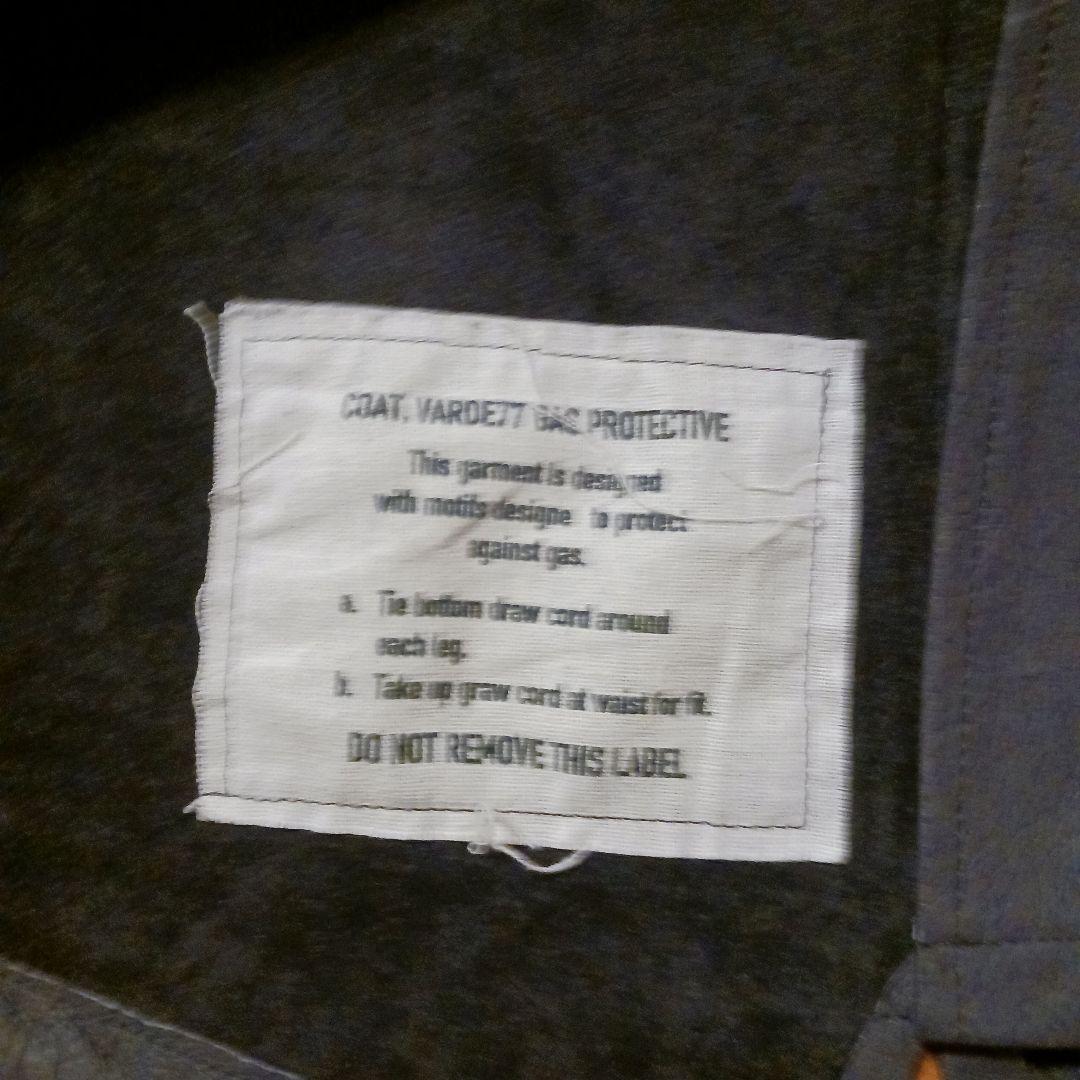 COAT, VARDE77 GAS PROTECTIVE
This garment is designed
with motifs designe to protect
against gas.
a. Tie bottom draw cord around
each leg.
b. Take up graw cord at waist for fit.
DO NOT REMOVE THIS LABEL